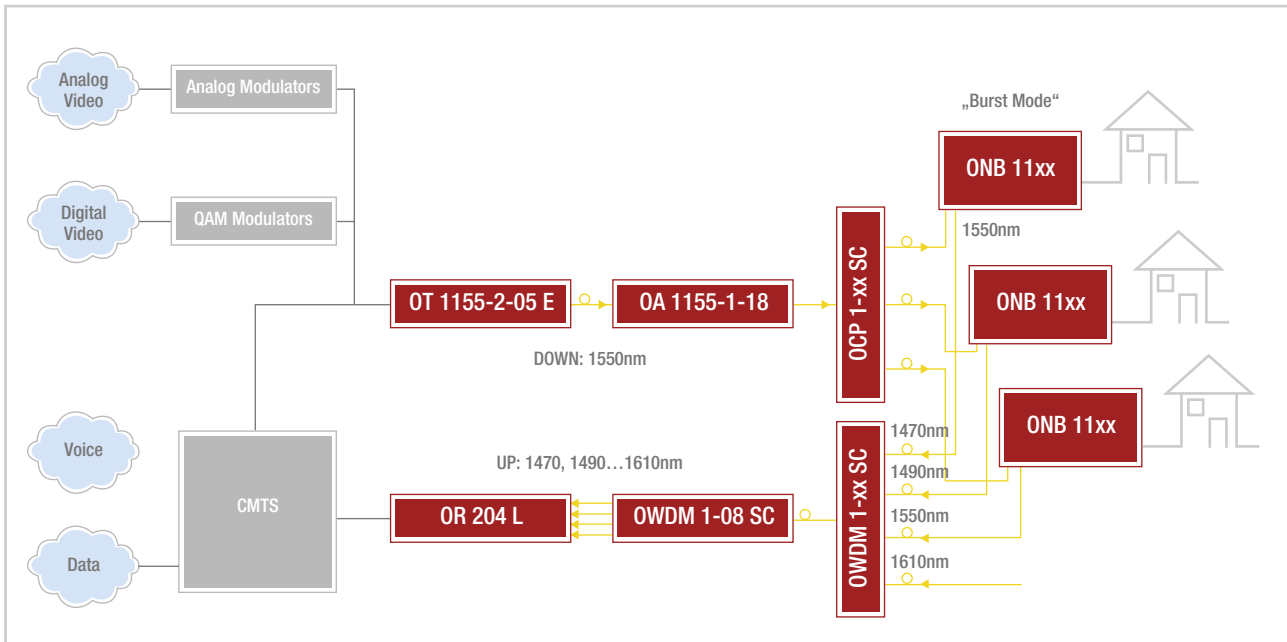 Analog
Video
Analog Modulators
„Burst Mode“
ONB 11xx
Digital
Video
QAM Modulators
1550nm
OCP 1-xx SC
ONB 11xx
OT 1155-2-05 E
OA 1155-1-18
DOWN: 1550nm
ONB 11xx
Voice
CMTS
UP: 1470, 1490…1610nm
OR 204 L
OWDM 1-08 SC
OWDM 1-xx SC
1470nm
1490nm
1550nm
1610nm
Data